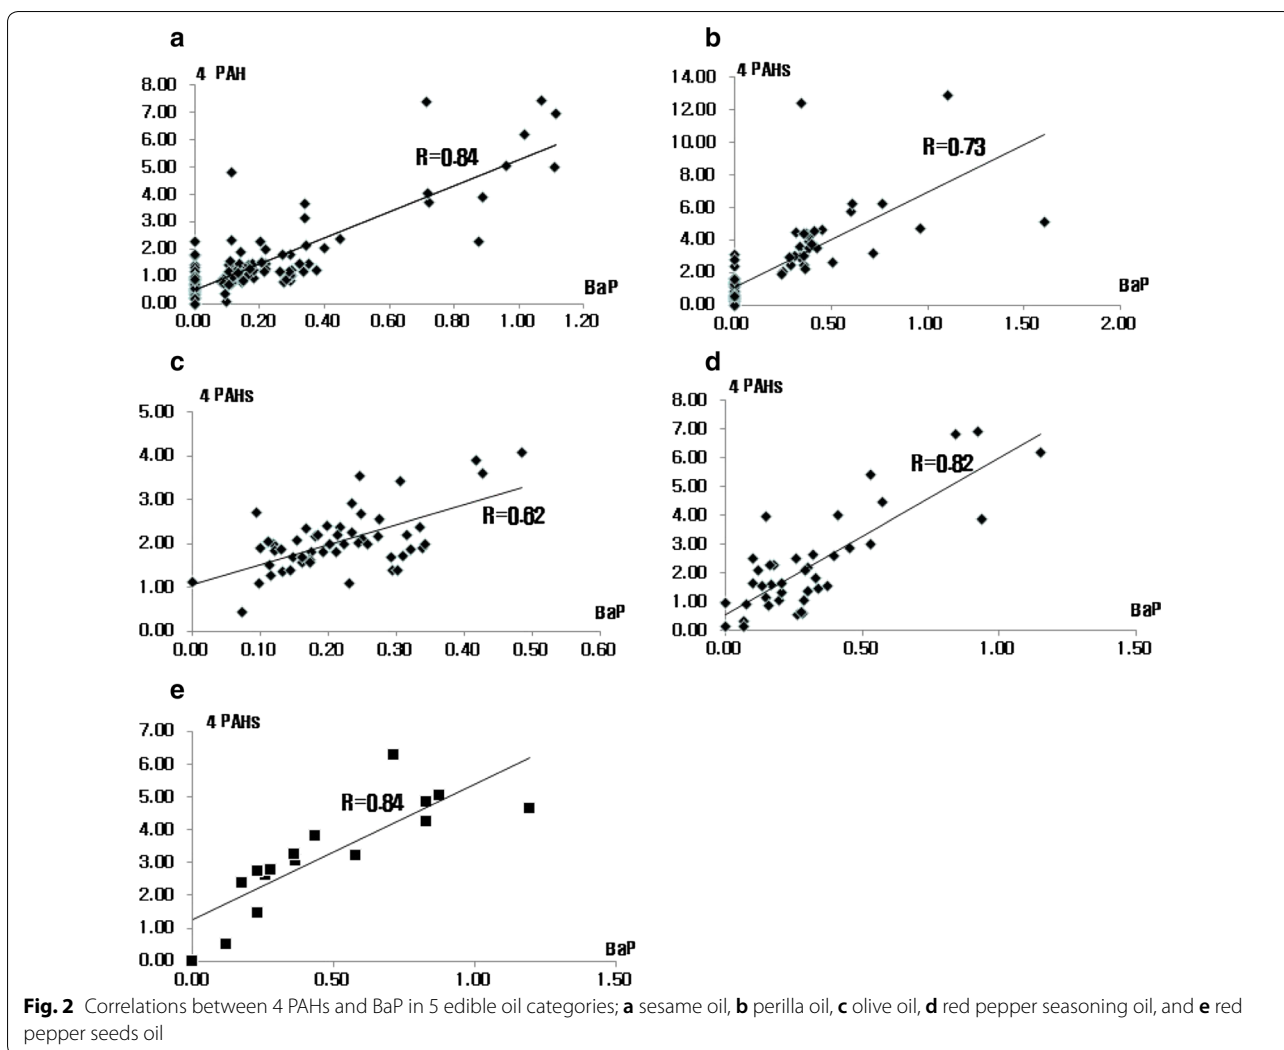 a
4 PAH
8.00
7.00
6.00
5.00
4.00
3.00
2.00
1.00
0.00
R=0.84
BaP
0.00 0.20 0.40 0.60 0.80 1.00 1.20
b
4 PAHs
14.00
12.00
10.00
8.00
6.00
4.00
2.00
0.00
R=0.73
BaP
0.00 0.50 1.00 1.50 2.00
c
4 PAHs
5.00
4.00
3.00
2.00
1.00
0.00
R=0.62
BaP
0.00 0.10 0.20 0.30 0.40 0.50 0.60
d
4 PAHs
8.00
7.00
6.00
5.00
4.00
3.00
2.00
1.00
0.00
R=0.82
BaP
0.00 0.50 1.00 1.50
e
4 PAHs
7.00
6.00
5.00
4.00
3.00
2.00
1.00
0.00
R=0.84
BaP
0.00 0.50 1.00 1.50
Fig. 2 Correlations between 4 PAHs and BaP in 5 edible oil categories; a sesame oil, b perilla oil, c olive oil, d red pepper seasoning oil, and e red
pepper seeds oil